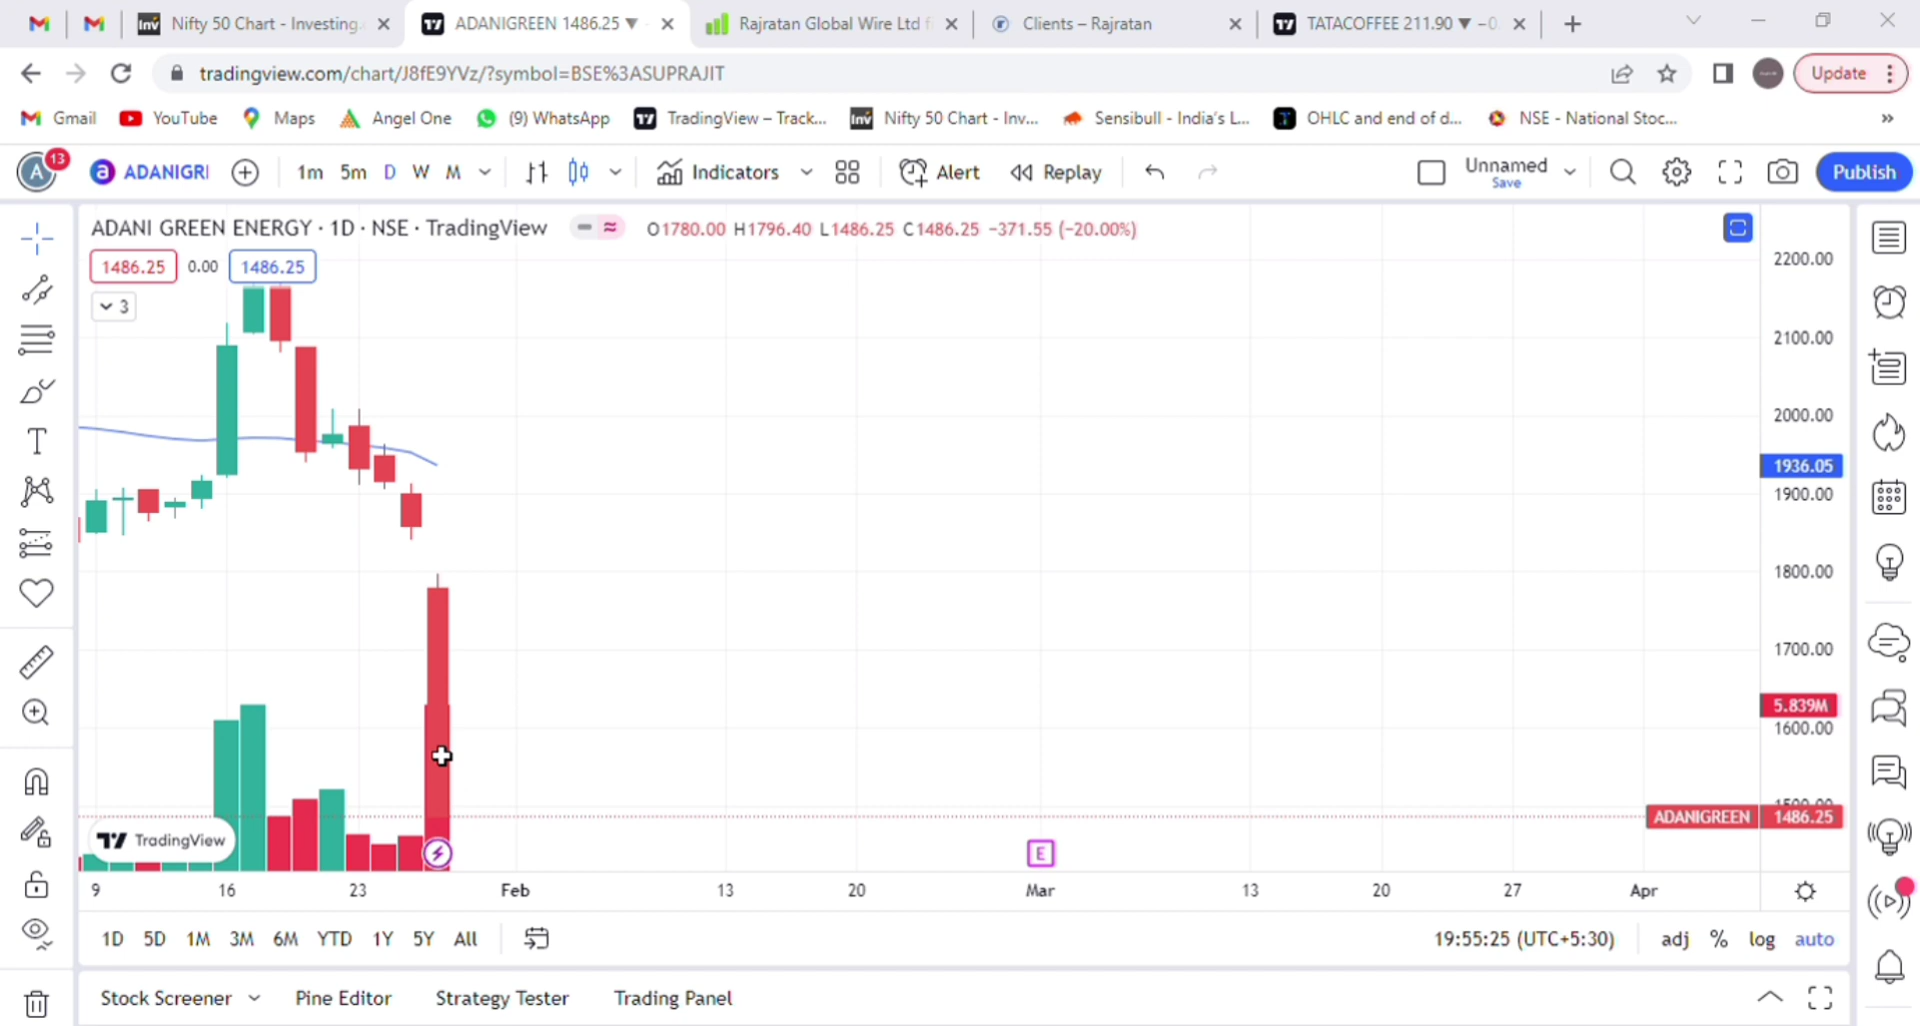 Nifty 50 Chart - Investing.
ADANIGREEN 1486.25 ▼
Rajratan Global Wire Ltd fi
Clients – Rajratan
TATACOFFEE 211.90 ▼ −0.
tradingview.com/chart/J8fE9YVz/?symbol=BSE%3ASUPRAJIT
Update
Gmail
YouTube
Maps
Angel One
(9) WhatsApp
TradingView – Track...
Nifty 50 Chart - Inv...
Sensibull - India's L...
OHLC and end of d...
NSE - National Stoc...
»
A
13
ADANIGRI
1m 5m D W M
Indicators
Alert
Replay
Unnamed
Save
Publish
ADANI GREEN ENERGY · 1D · NSE · TradingView
O1780.00 H1796.40 L1486.25 C1486.25 −371.55 (−20.00%)
1486.25 0.00 1486.25
3
2200.00
2100.00
2000.00
1936.05
1900.00
1800.00
1700.00
5.839M
1600.00
1500.00
ADANIGREEN 1486.25
TradingView
E
9 16 23 Feb 13 20 Mar 13 20 27 Apr
1D 5D 1M 3M 6M YTD 1Y 5Y All
19:55:25 (UTC+5:30)
adj % log auto
Stock Screener
Pine Editor
Strategy Tester
Trading Panel